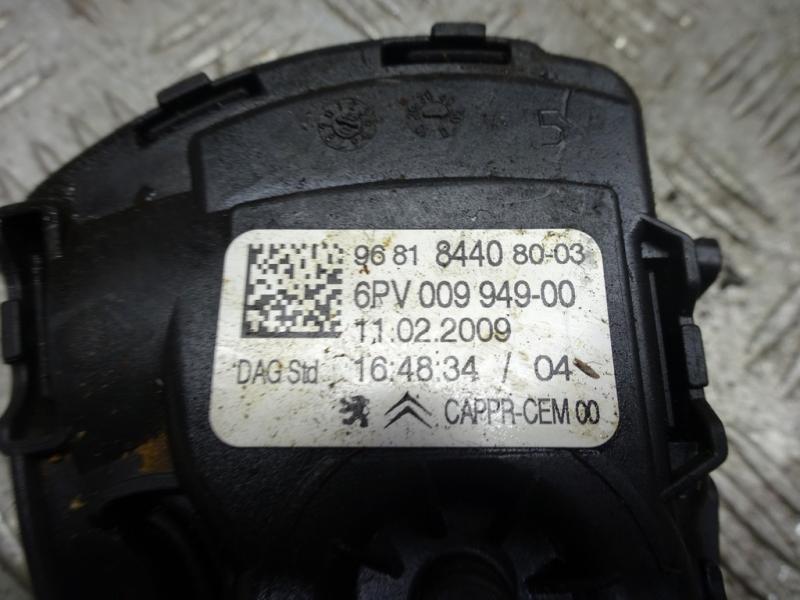 96 81 8440 80-03
6PV 009 949-00
11.02.2009
DAG Std 16:48:34 / 04
CAPPR-CEM 00